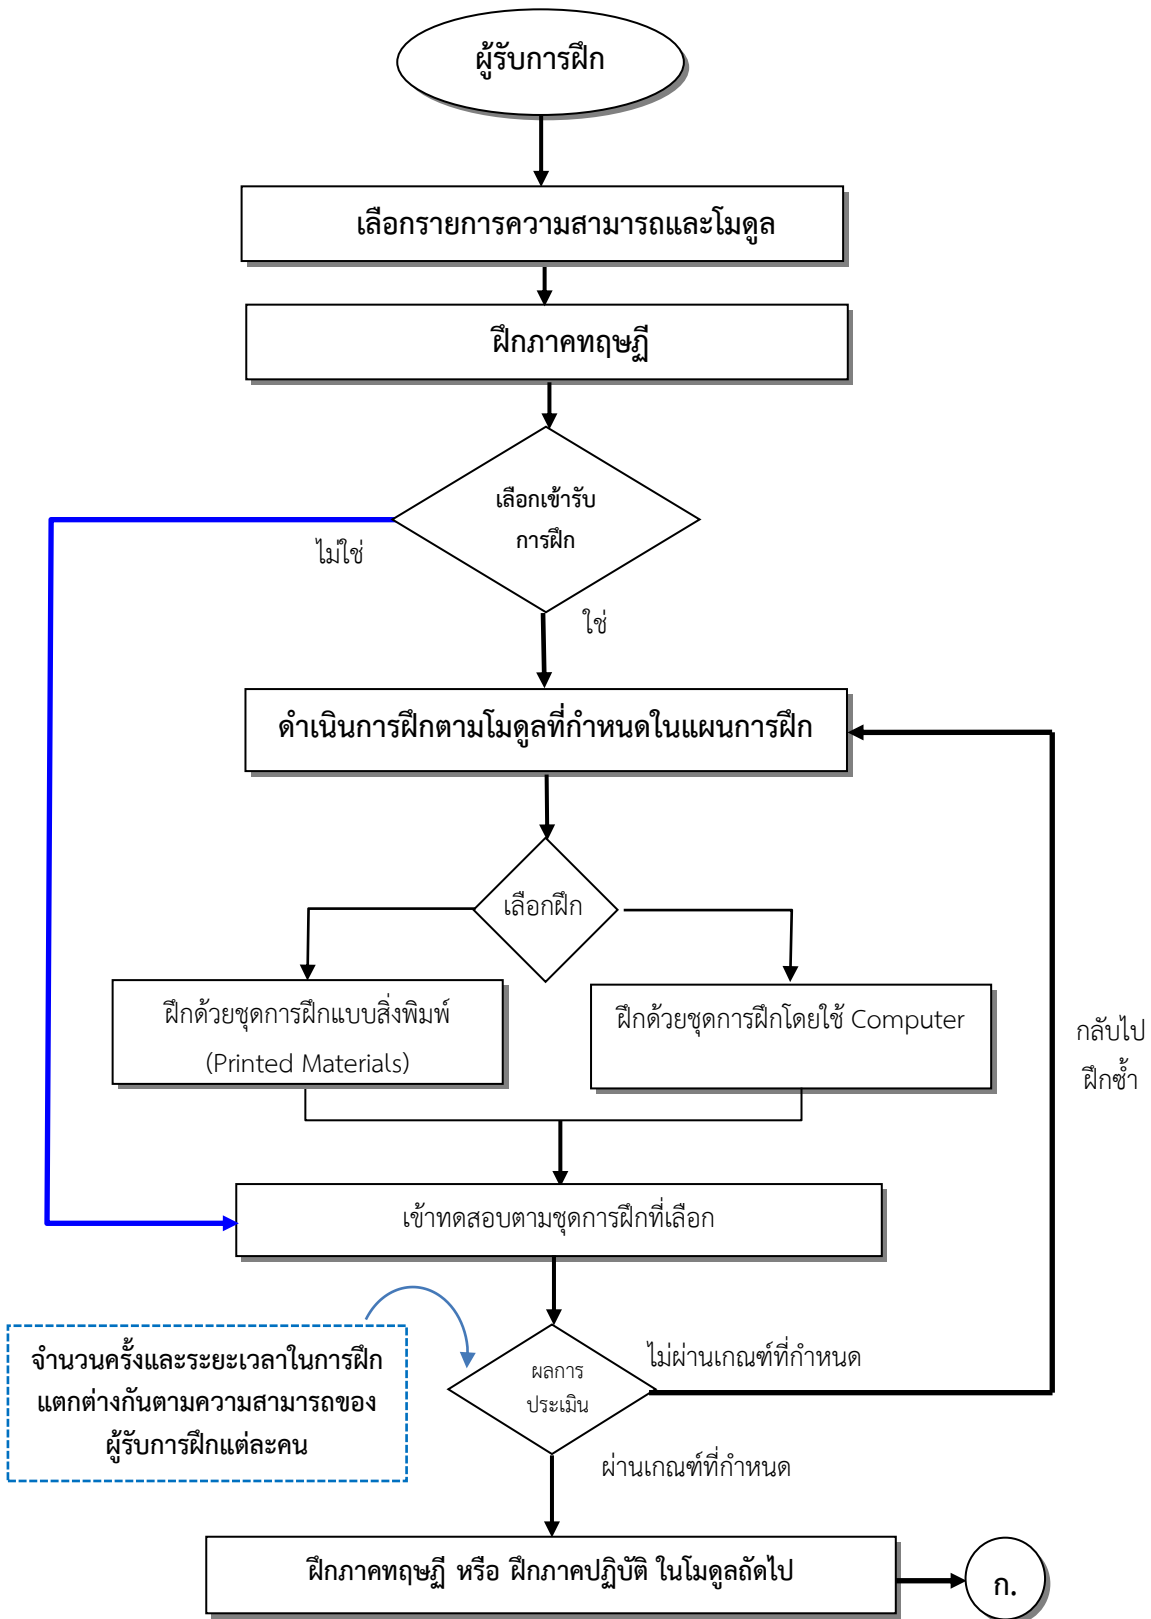 ผู้รับการฝึก
เลือกรายการความสามารถและโมดูล
ฝึกภาคทฤษฏี
เลือกเข้ารับ
การฝึก
ไม่ใช่
ใช่
ดำเนินการฝึกตามโมดูลที่กำหนดในแผนการฝึก
เลือกฝึก
ฝึกด้วยชุดการฝึกแบบสิ่งพิมพ์
(Printed Materials)
ฝึกด้วยชุดการฝึกโดยใช้ Computer
กลับไป
ฝึกซ้ำ
เข้าทดสอบตามชุดการฝึกที่เลือก
จำนวนครั้งและระยะเวลาในการฝึก
แตกต่างกันตามความสามารถของ
ผู้รับการฝึกแต่ละคน
ผลการ
ประเมิน
ไม่ผ่านเกณฑ์ที่กำหนด
ผ่านเกณฑ์ที่กำหนด
ฝึกภาคทฤษฏี หรือ ฝึกภาคปฏิบัติ ในโมดูลถัดไป
ก.